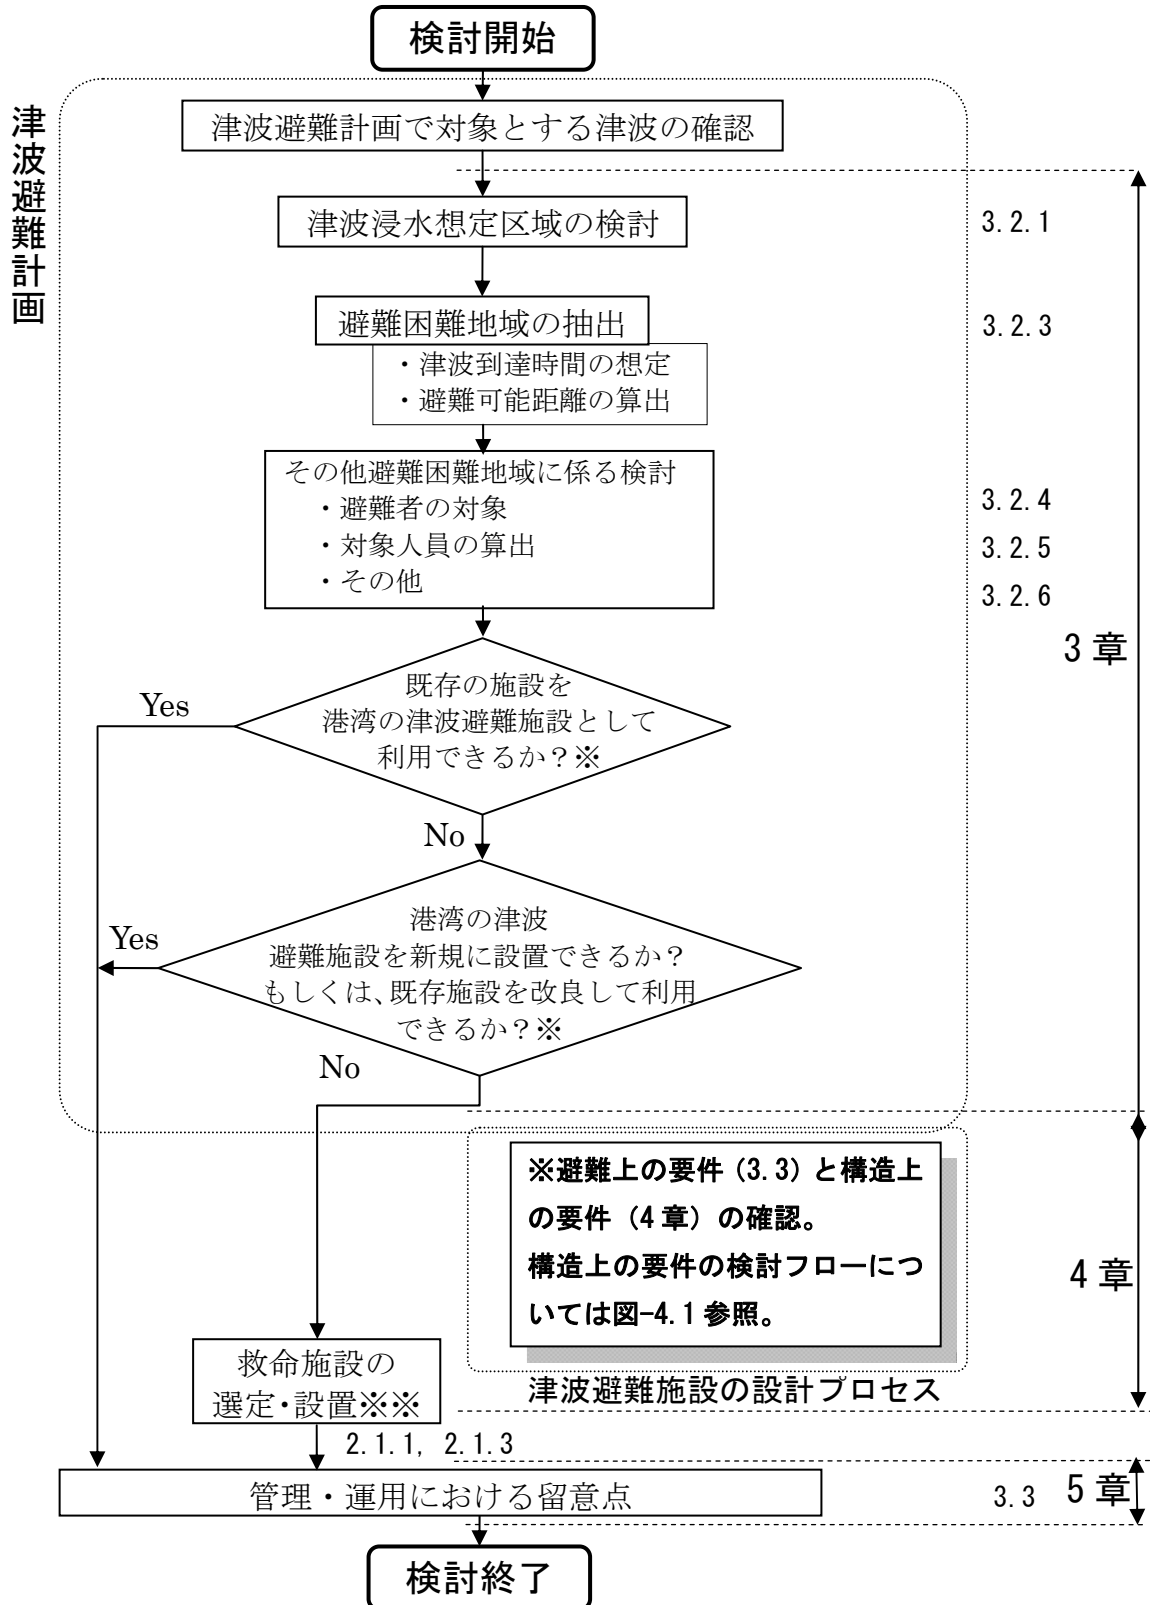 検討開始
津波避難計画
津波避難計画で対象とする津波の確認
津波浸水想定区域の検討
3.2.1
避難困難地域の抽出
3.2.3
・津波到達時間の想定
・避難可能距離の算出
その他避難困難地域に係る検討
・避難者の対象
3.2.4
・対象人員の算出
3.2.5
・その他
3.2.6
3章
既存の施設を
港湾の津波避難施設として
利用できるか？※
Yes
No
港湾の津波
避難施設を新規に設置できるか？
もしくは、既存施設を改良して利用
できるか？※
Yes
No
※避難上の要件（3.3）と構造上
の要件（4章）の確認。
構造上の要件の検討フローにつ
いては図-4.1参照。
4章
津波避難施設の設計プロセス
救命施設の
選定・設置※※
2.1.1, 2.1.3
管理・運用における留意点
3.3
5章
検討終了